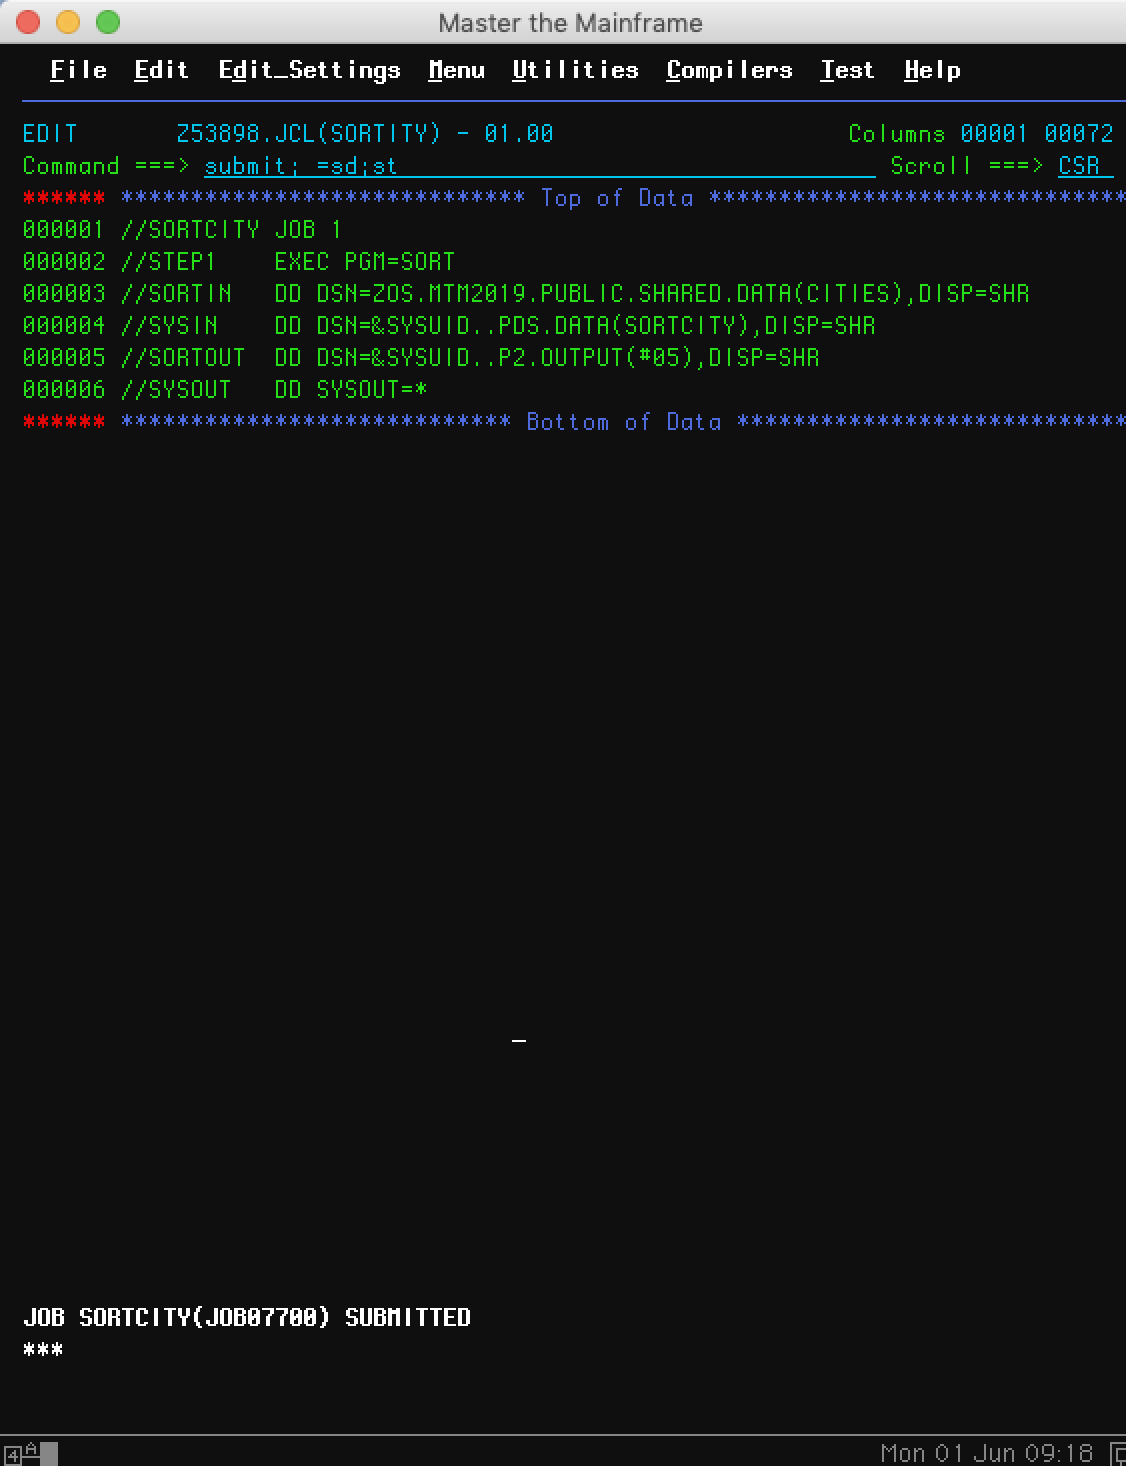 Master the Mainframe
File Edit Edit_Settings Menu Utilities Compilers Test Help
EDIT Z53898.JCL(SORTITY) - 01.00 Columns 00001 00072
Command ===> submit; =sd;st Scroll ===> CSR
****** ***************************** Top of Data ******************************
000001 //SORTCITY JOB 1
000002 //STEP1 EXEC PGM=SORT
000003 //SORTIN DD DSN=ZOS.MTM2019.PUBLIC.SHARED.DATA(CITIES),DISP=SHR
000004 //SYSIN DD DSN=&SYSUID..PDS.DATA(SORTCITY),DISP=SHR
000005 //SORTOUT DD DSN=&SYSUID..P2.OUTPUT(#05),DISP=SHR
000006 //SYSOUT DD SYSOUT=*
****** **************************** Bottom of Data ****************************
JOB SORTCITY(JOB07700) SUBMITTED
***
4 A Mon 01 Jun 09:18